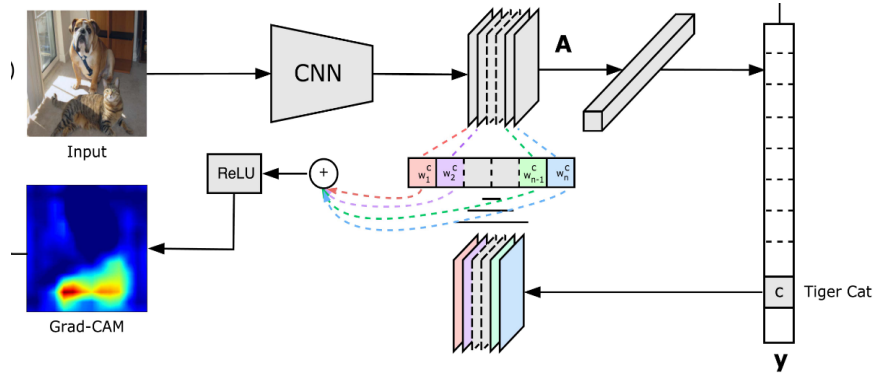 )
Input
CNN
A
w₁ᶜ w₂ᶜ wₙ₋₁ᶜ wₙᶜ
ReLU
+
Grad-CAM
c
Tiger Cat
y